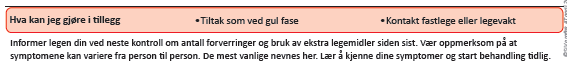 Hva kan jeg gjøre i tillegg •Tiltak som ved gul fase •Kontakt fastlege eller legevakt
Informer legen din ved neste kontroll om antall forverringer og bruk av ekstra legemidler siden sist. Vær oppmerksom på at
symptomene kan variere fra person til person. De mest vanlige nevnes her. Lær å kjenne dine symptomer og start behandling tidlig.